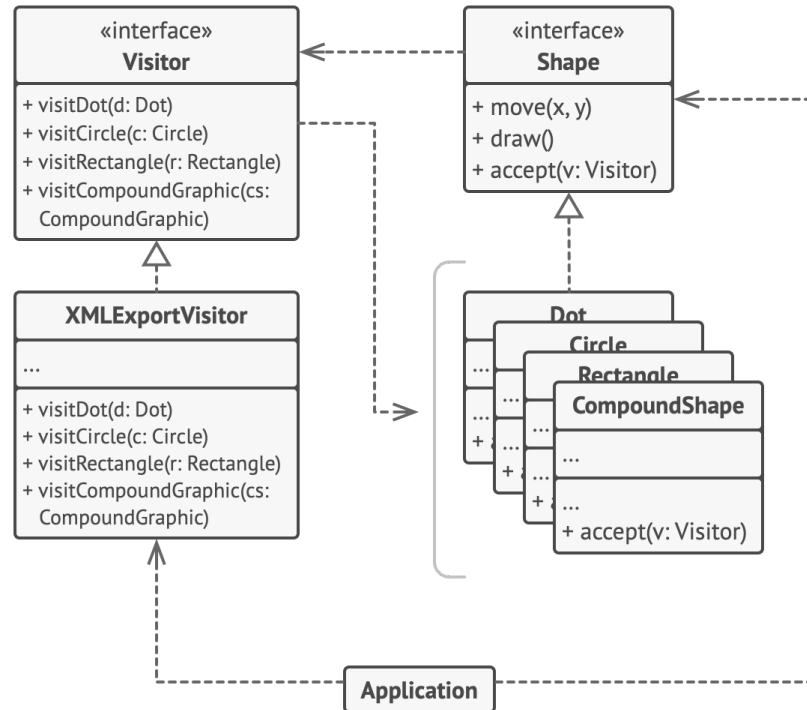 «interface»
Visitor
+ visitDot(d: Dot)
+ visitCircle(c: Circle)
+ visitRectangle(r: Rectangle)
+ visitCompoundGraphic(cs:
CompoundGraphic)
«interface»
Shape
+ move(x, y)
+ draw()
+ accept(v: Visitor)
XMLExportVisitor
...
+ visitDot(d: Dot)
+ visitCircle(c: Circle)
+ visitRectangle(r: Rectangle)
+ visitCompoundGraphic(cs:
CompoundGraphic)
Dot
...
...
+
Circle
...
...
+
Rectangle
...
...
+
CompoundShape
...
...
+ accept(v: Visitor)
Application